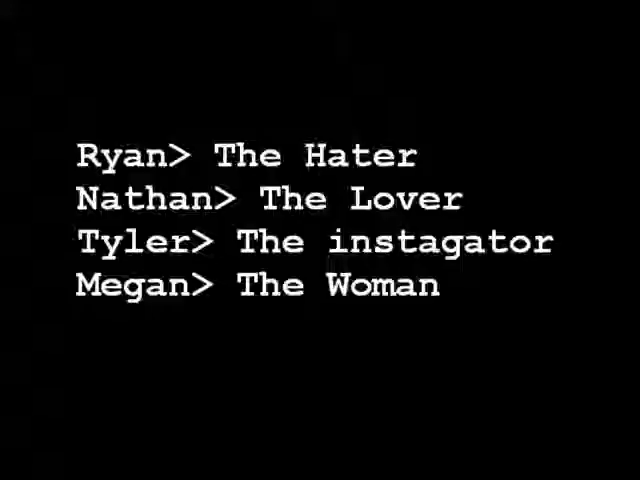 Ryan> The Hater
Nathan> The Lover
Tyler> The instagator
Megan> The Woman